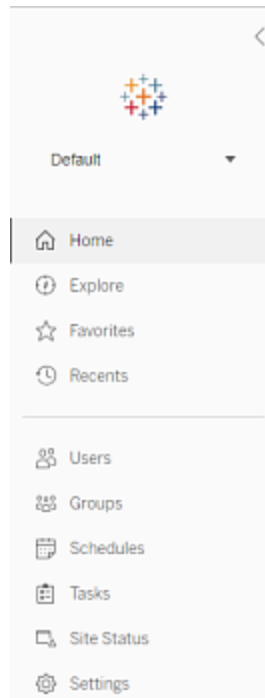 Default
Home
Explore
Favorites
Recents
Users
Groups
Schedules
Tasks
Site Status
Settings